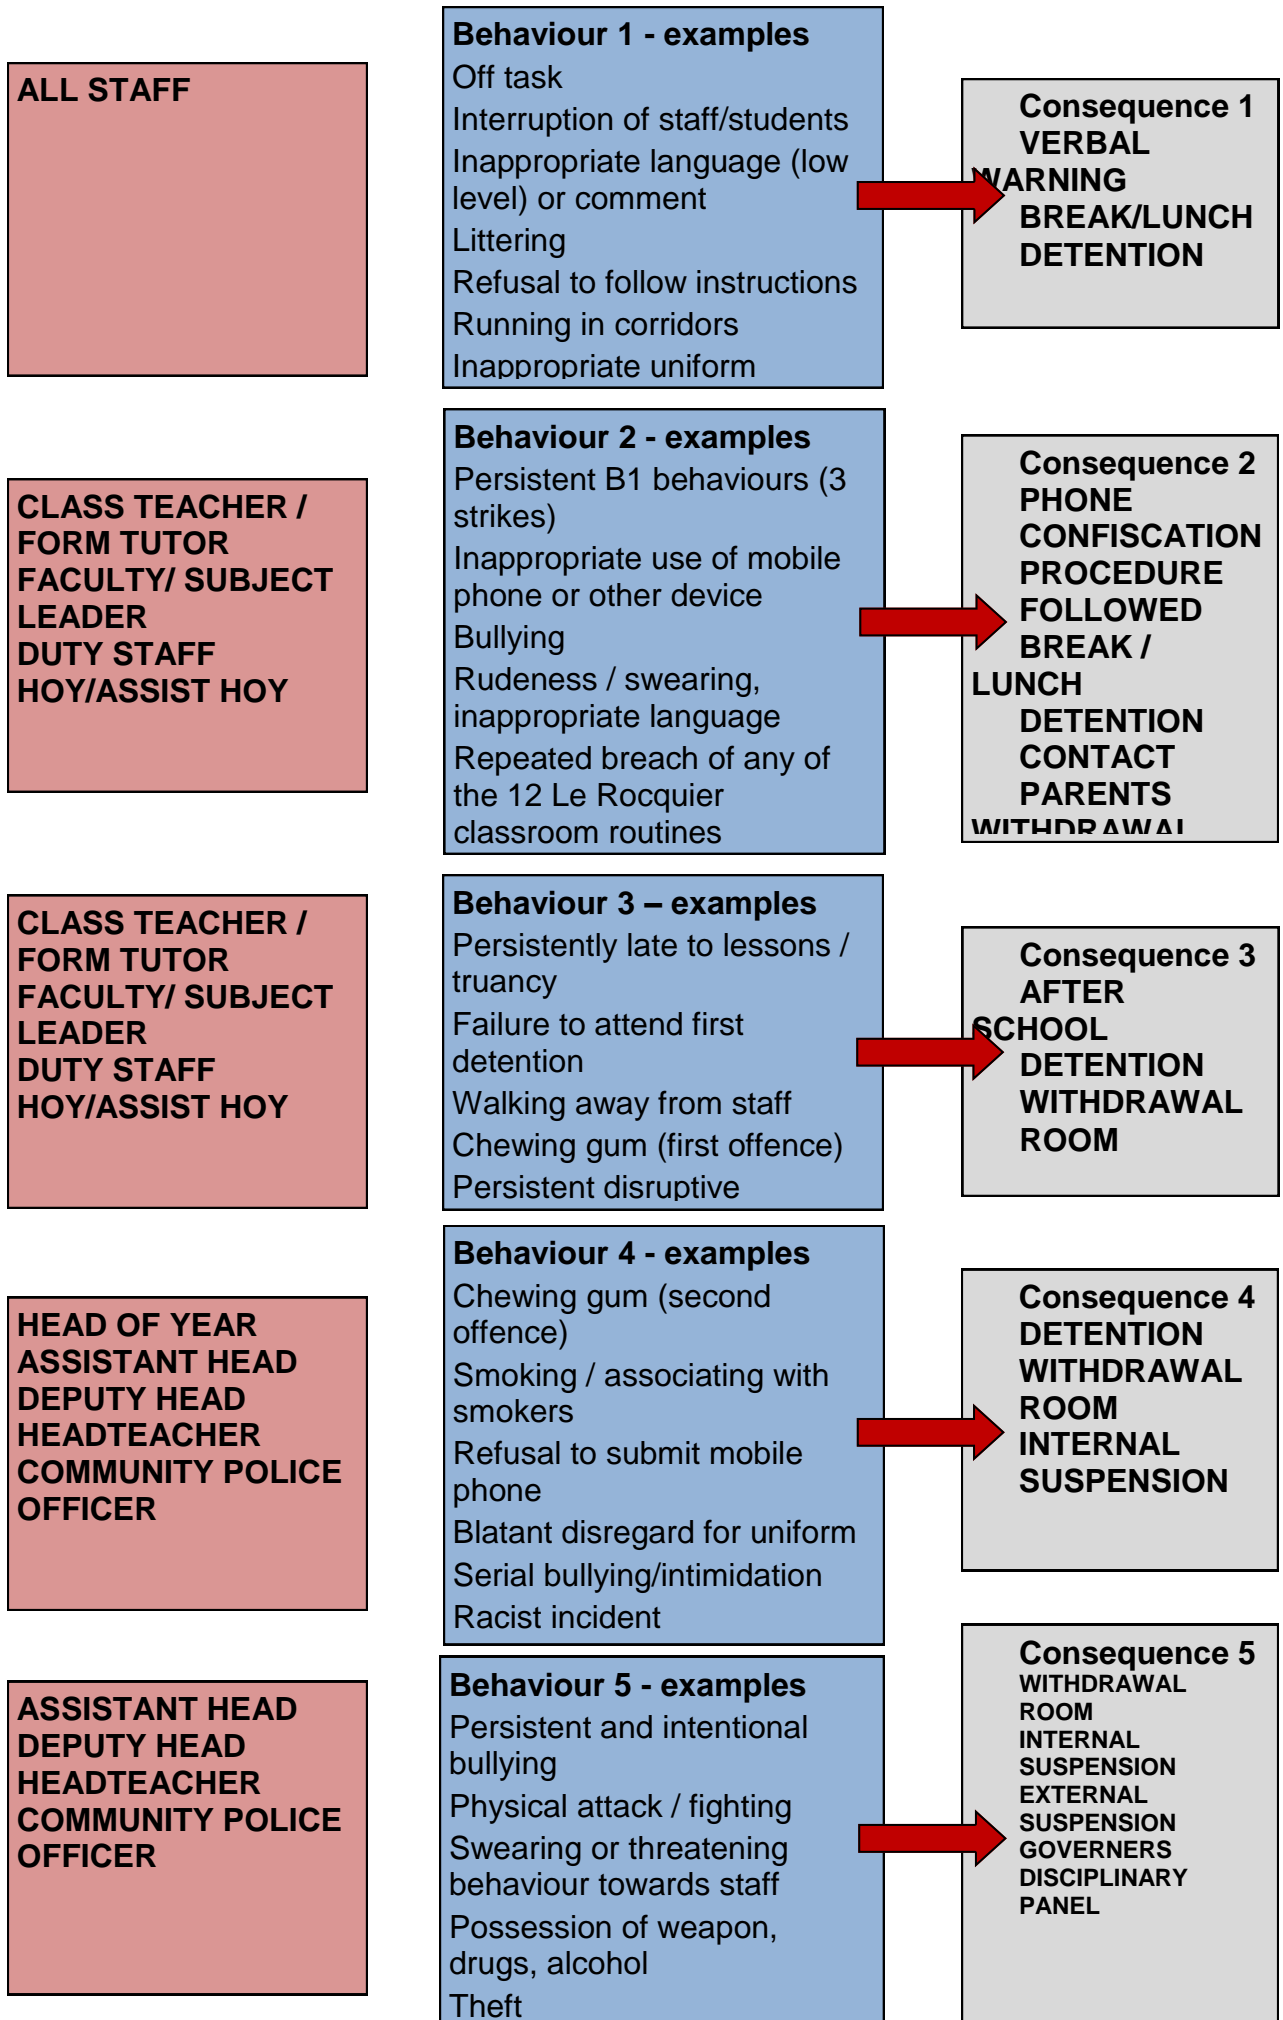 ALL STAFF
Behaviour 1 - examples
Off task
Interruption of staff/students
Inappropriate language (low
level) or comment
Littering
Refusal to follow instructions
Running in corridors
Inappropriate uniform
Consequence 1
VERBAL
WARNING
BREAK/LUNCH
DETENTION
CLASS TEACHER /
FORM TUTOR
FACULTY/ SUBJECT
LEADER
DUTY STAFF
HOY/ASSIST HOY
Behaviour 2 - examples
Persistent B1 behaviours (3
strikes)
Inappropriate use of mobile
phone or other device
Bullying
Rudeness / swearing,
inappropriate language
Repeated breach of any of
the 12 Le Rocquier
classroom routines
Consequence 2
PHONE
CONFISCATION
PROCEDURE
FOLLOWED
BREAK /
LUNCH
DETENTION
CONTACT
PARENTS
WITHDRAWAL
CLASS TEACHER /
FORM TUTOR
FACULTY/ SUBJECT
LEADER
DUTY STAFF
HOY/ASSIST HOY
Behaviour 3 – examples
Persistently late to lessons /
truancy
Failure to attend first
detention
Walking away from staff
Chewing gum (first offence)
Persistent disruptive
Consequence 3
AFTER
SCHOOL
DETENTION
WITHDRAWAL
ROOM
HEAD OF YEAR
ASSISTANT HEAD
DEPUTY HEAD
HEADTEACHER
COMMUNITY POLICE
OFFICER
Behaviour 4 - examples
Chewing gum (second
offence)
Smoking / associating with
smokers
Refusal to submit mobile
phone
Blatant disregard for uniform
Serial bullying/intimidation
Racist incident
Consequence 4
DETENTION
WITHDRAWAL
ROOM
INTERNAL
SUSPENSION
ASSISTANT HEAD
DEPUTY HEAD
HEADTEACHER
COMMUNITY POLICE
OFFICER
Behaviour 5 - examples
Persistent and intentional
bullying
Physical attack / fighting
Swearing or threatening
behaviour towards staff
Possession of weapon,
drugs, alcohol
Theft
Consequence 5
WITHDRAWAL
ROOM
INTERNAL
SUSPENSION
EXTERNAL
SUSPENSION
GOVERNERS
DISCIPLINARY
PANEL